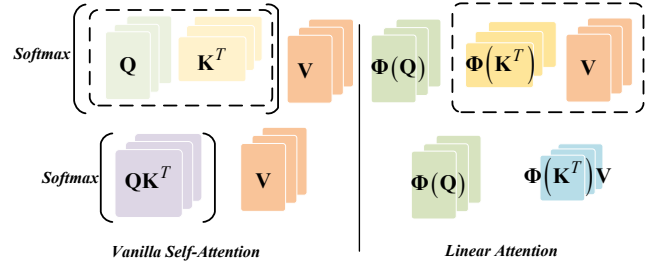 Softmax ( Q K^T ) V
Softmax ( QK^T ) V
Vanilla Self-Attention
Φ(Q) Φ(K^T) V
Φ(Q) Φ(K^T)V
Linear Attention